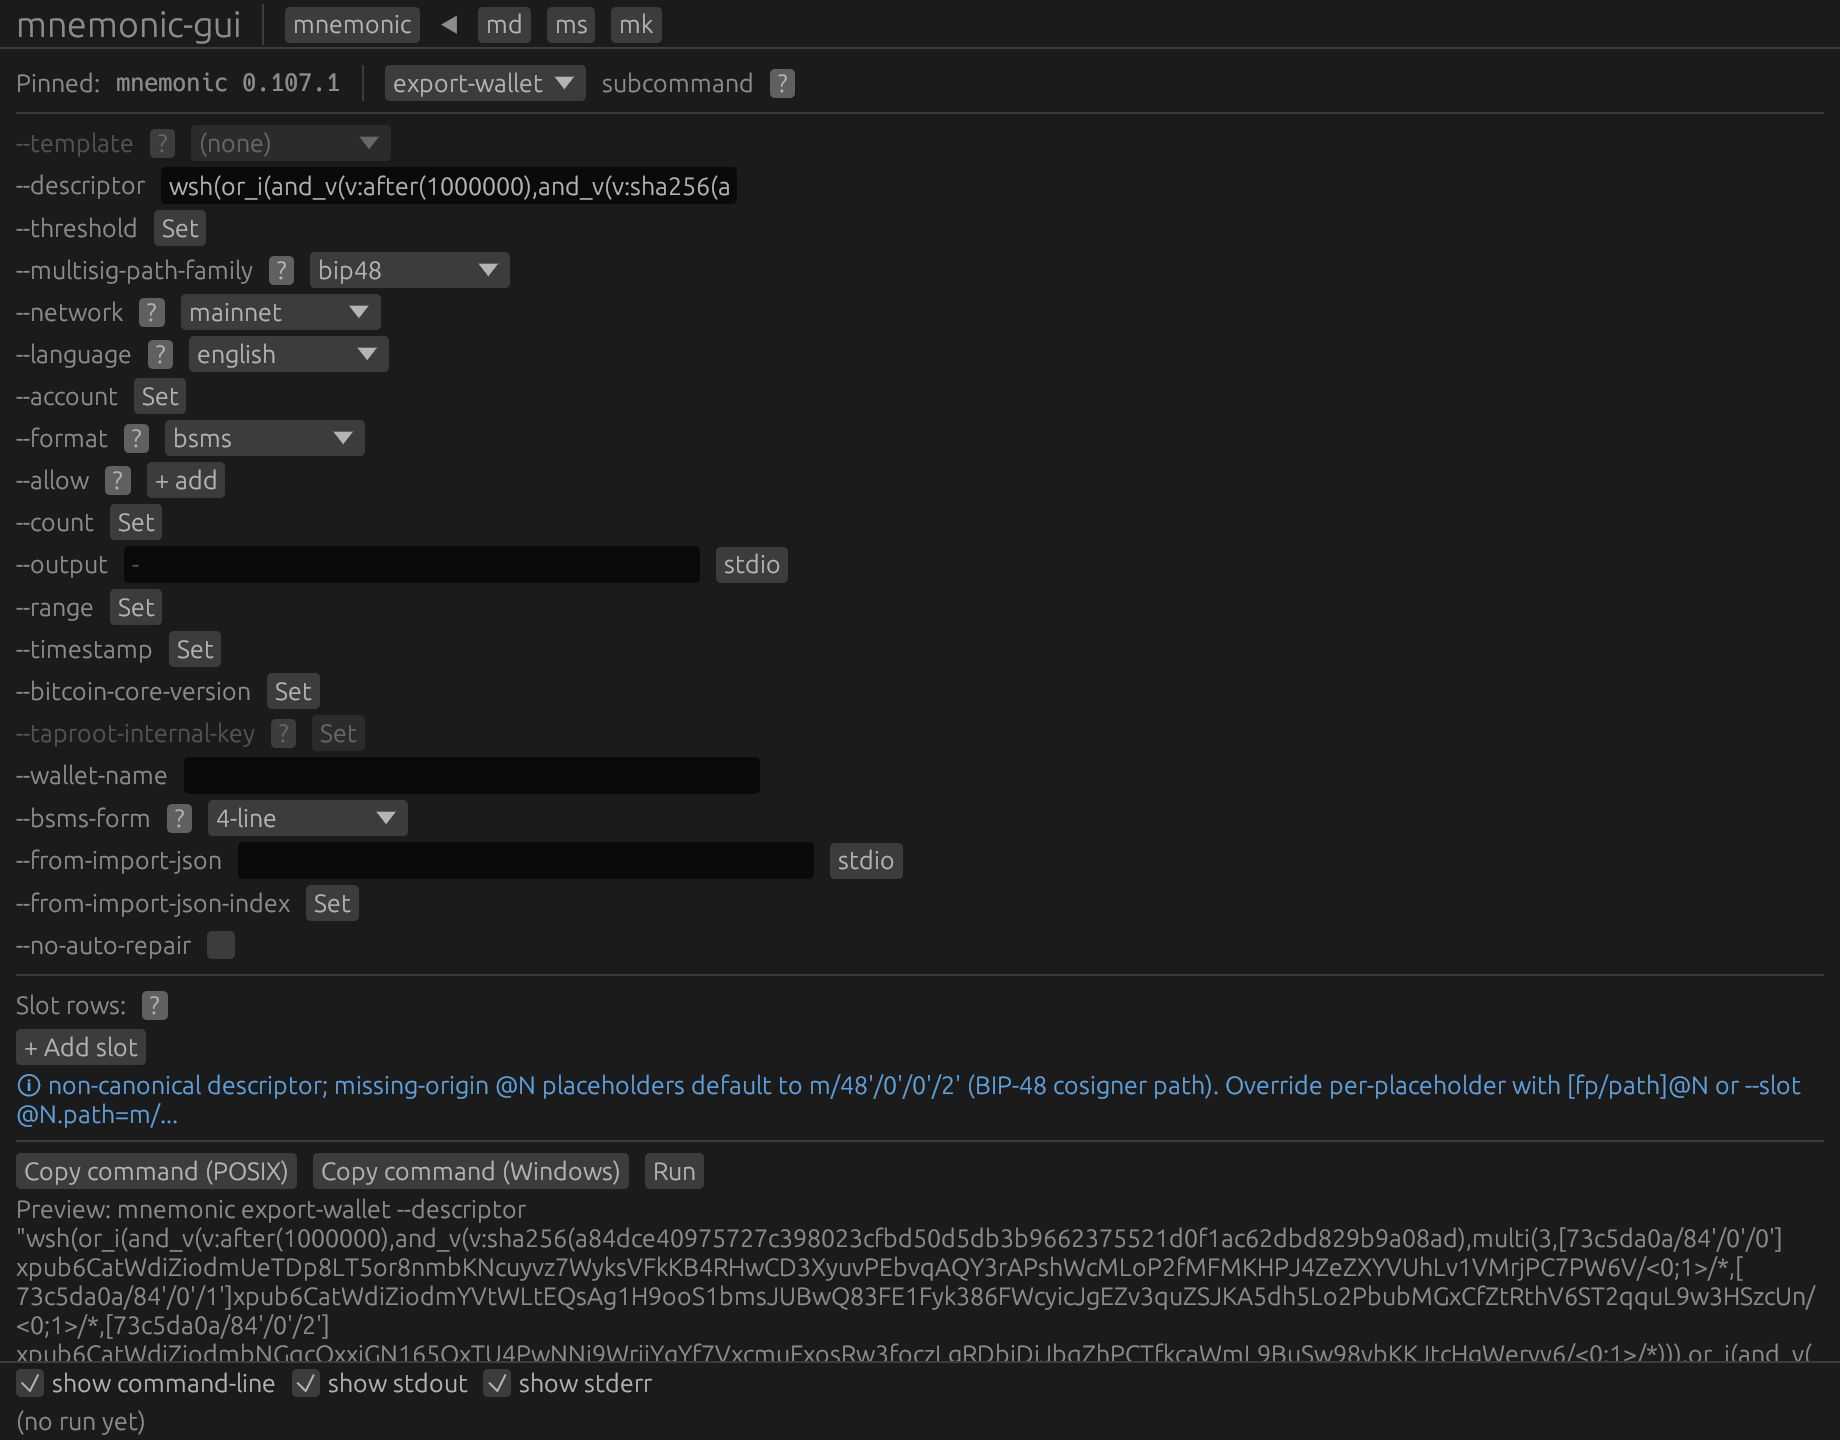 mnemonic-gui mnemonic ◀ md ms mk
Pinned: mnemonic 0.107.1 export-wallet ▼ subcommand ?
--template ? (none) ▼
--descriptor wsh(or_i(and_v(v:after(1000000),and_v(v:sha256(a
--threshold Set
--multisig-path-family ? bip48 ▼
--network ? mainnet ▼
--language ? english ▼
--account Set
--format ? bsms ▼
--allow ? + add
--count Set
--output - stdio
--range Set
--timestamp Set
--bitcoin-core-version Set
--taproot-internal-key ? Set
--wallet-name
--bsms-form ? 4-line ▼
--from-import-json stdio
--from-import-json-index Set
--no-auto-repair
Slot rows: ?
+ Add slot
ⓘ non-canonical descriptor; missing-origin @N placeholders default to m/48'/0'/0'/2' (BIP-48 cosigner path). Override per-placeholder with [fp/path]@N or --slot
@N.path=m/...
Copy command (POSIX) Copy command (Windows) Run
Preview: mnemonic export-wallet --descriptor
"wsh(or_i(and_v(v:after(1000000),and_v(v:sha256(a84dce40975727c398023cfbd50d5db3b9662375521d0f1ac62dbd829b9a08ad),multi(3,[73c5da0a/84'/0'/0']
xpub6CatWdiZiodmUeTDp8LT5or8nmbKNcuyvz7WyksVFkKB4RHwCD3XyuvPEbvqAQY3rAPshWcMLoP2fMFMKHPJ4ZeZXYVUhLv1VMrjPC7PW6V/<0;1>/*,[
73c5da0a/84'/0'/1']xpub6CatWdiZiodmYVtWLtEQsAg1H9ooS1bmsJUBwQ83FE1Fyk386FWcyicJgEZv3quZSJKA5dh5Lo2PbubMGxCfZtRthV6ST2qquL9w3HSzcUn/
<0;1>/*,[73c5da0a/84'/0'/2']
xpub6CatWdiZiodmbNGgcOxxiGN165OxTU4PwNNi9WriiYqYf7VxcmuFxosRw3foczLqRDbiDiJbgZhPCTfkcaWmL9BuSw98vbKKJtcHqWervv6/<0;1>/*))),or_i(and_v(
show command-line show stdout show stderr
(no run yet)